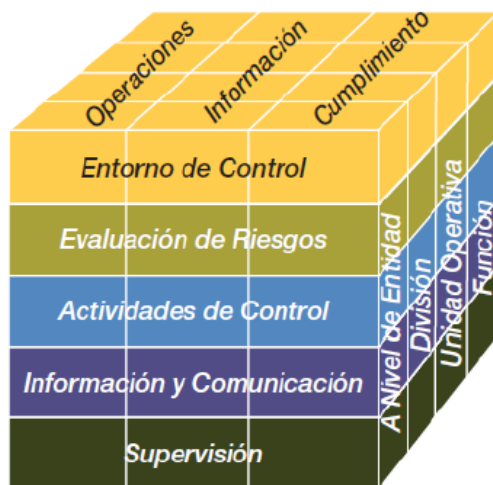 Operaciones
Información
Cumplimiento
Entorno de Control
Evaluación de Riesgos
Actividades de Control
Información y Comunicación
Supervisión
A Nivel de Entidad
División
Unidad Operativa
Función